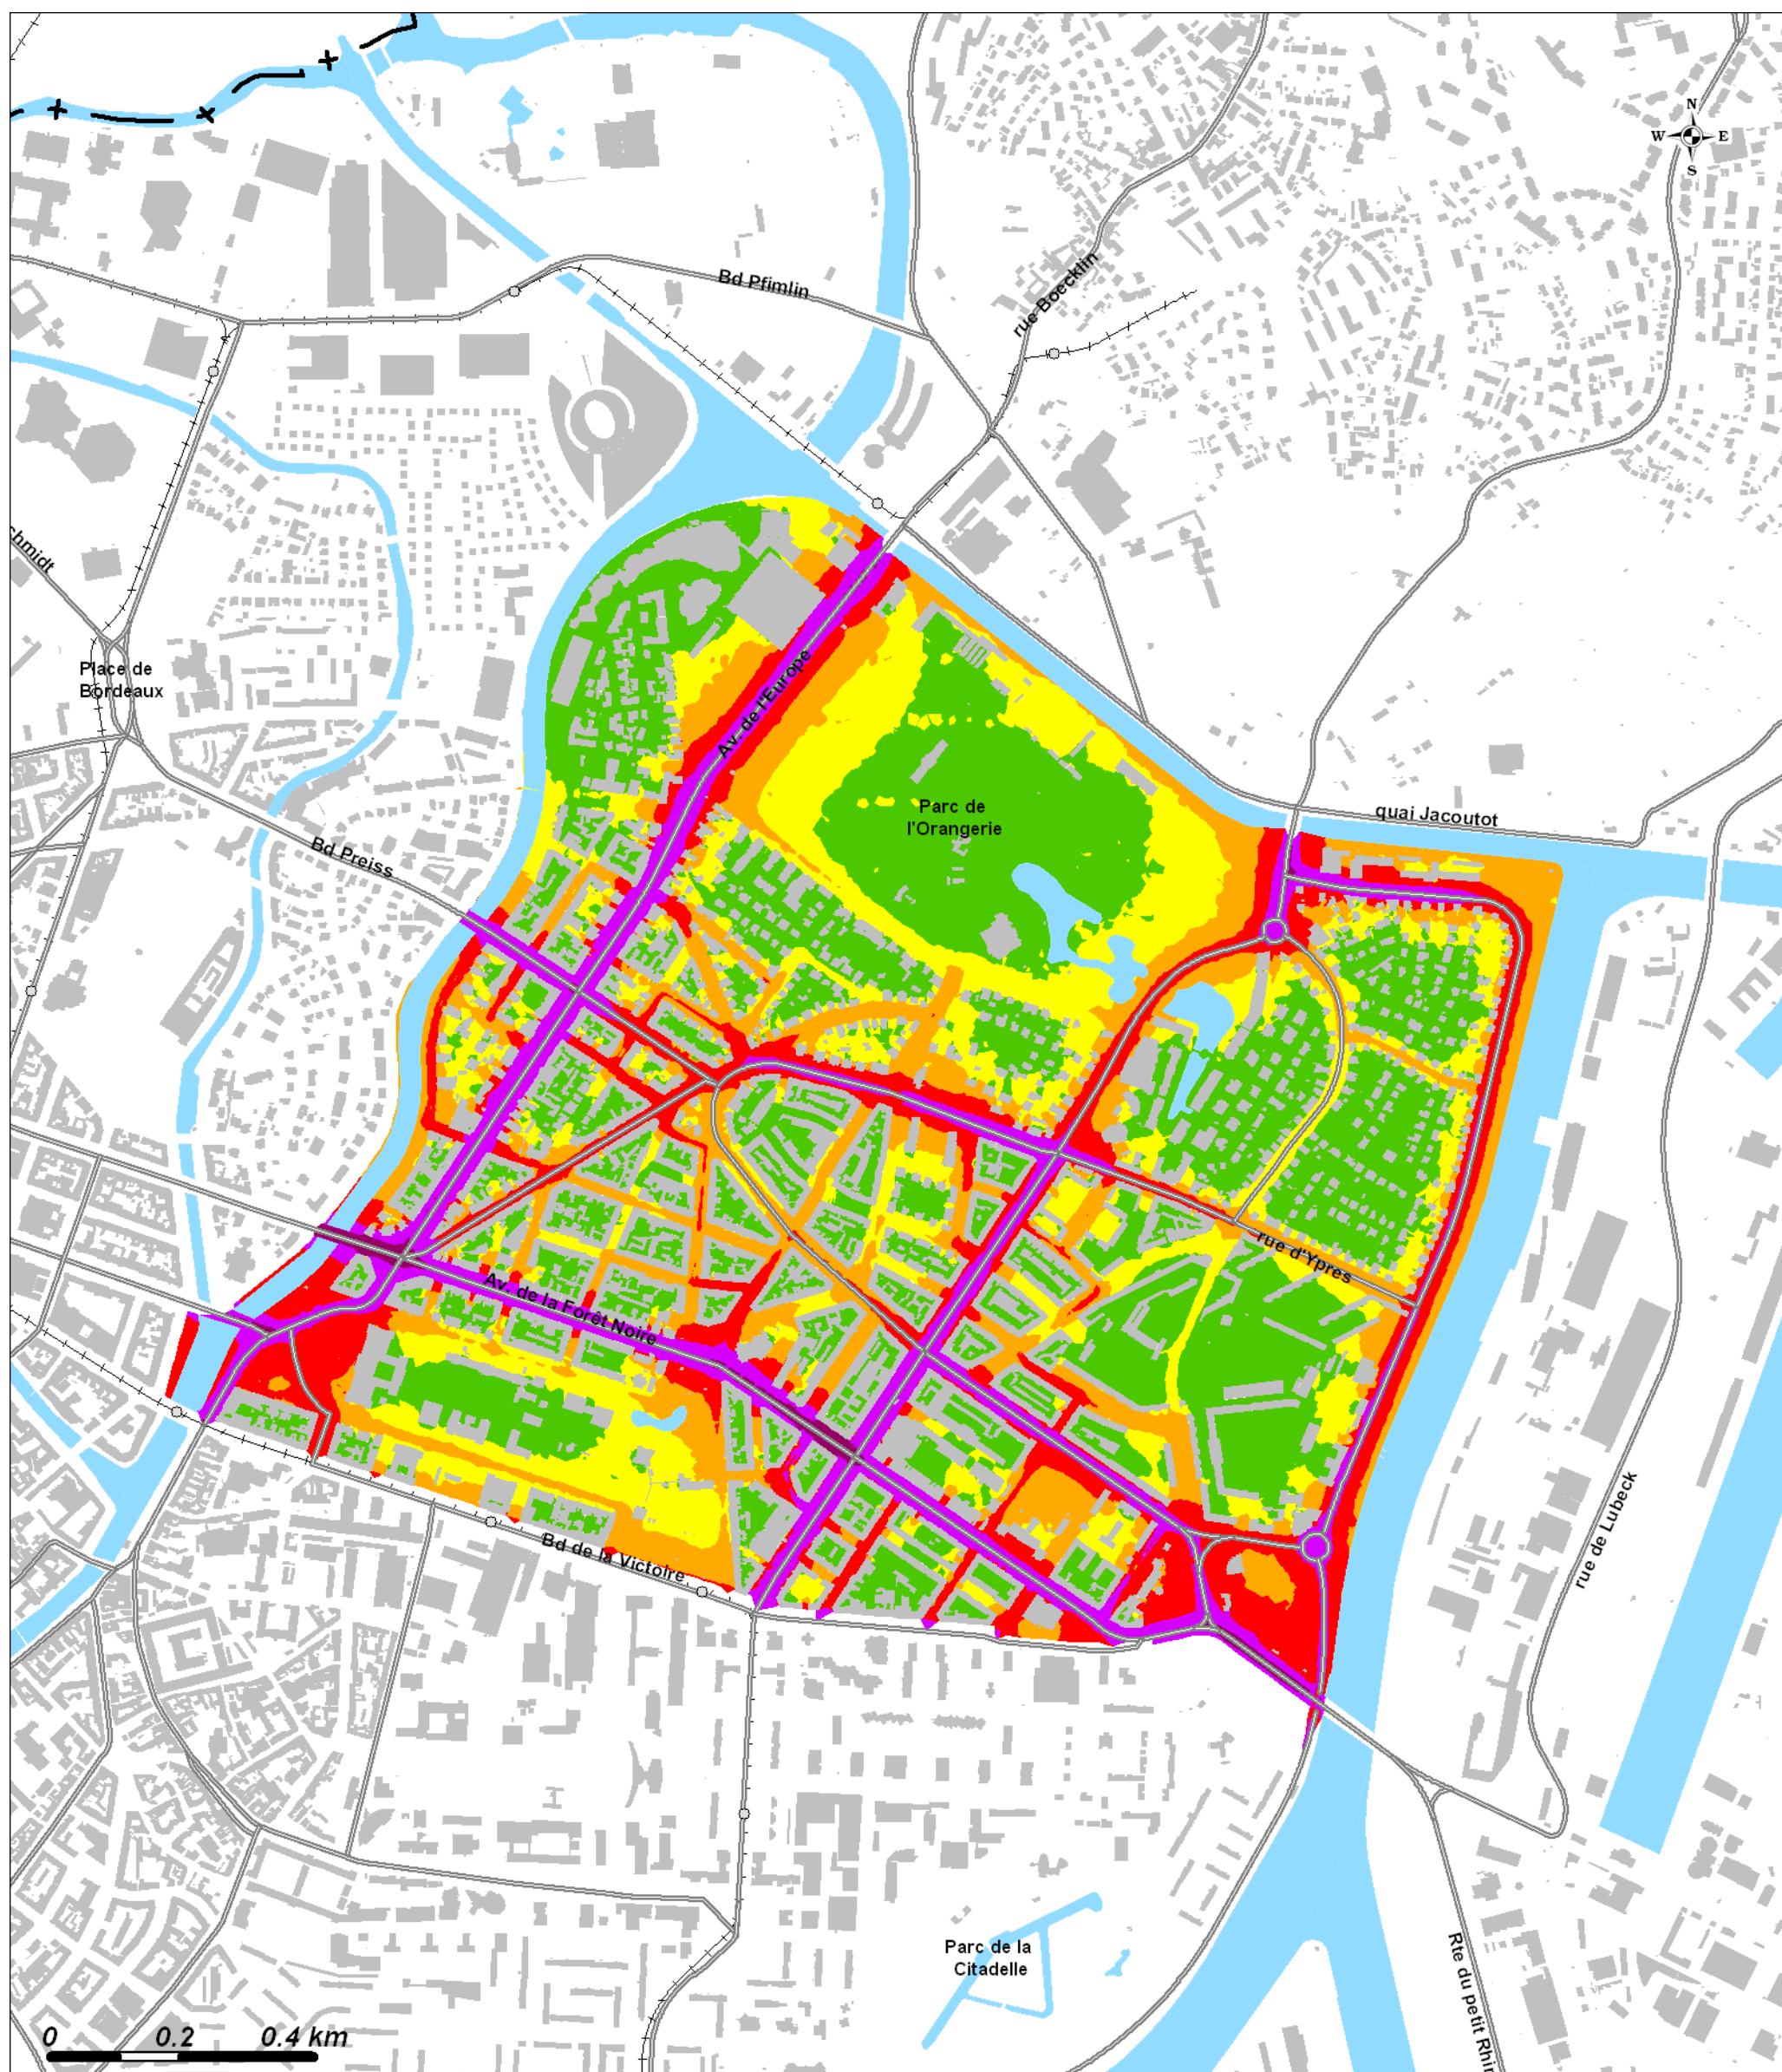 N
W E
S
Bd Pfimlin
rue Boecklin
chmidt
Place de
Bordeaux
Av. de l'Europe
Parc de
l'Orangerie
quai Jacoutot
Bd Preiss
rue d'Ypres
Av. de la Forêt Noire
Bd de la Victoire
rue de Lubeck
Parc de la
Citadelle
Rte du petit Rhin
0 0.2 0.4 km